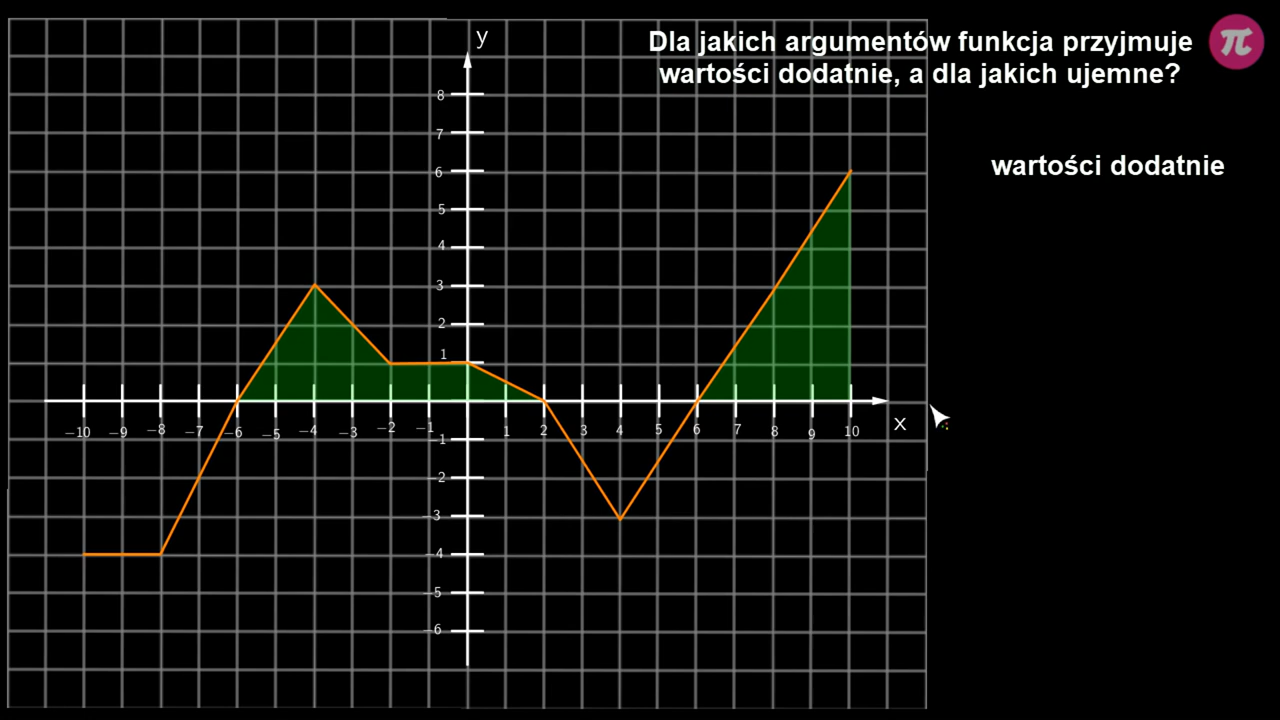 y
Dla jakich argumentów funkcja przyjmuje
wartości dodatnie, a dla jakich ujemne?
π
wartości dodatnie
8
7
6
5
4
3
2
1
−10 −9 −8 −7 −6 −5 −4 −3 −2 −1 1 2 3 4 5 6 7 8 9 10 x
−1
−2
−3
−4
−5
−6